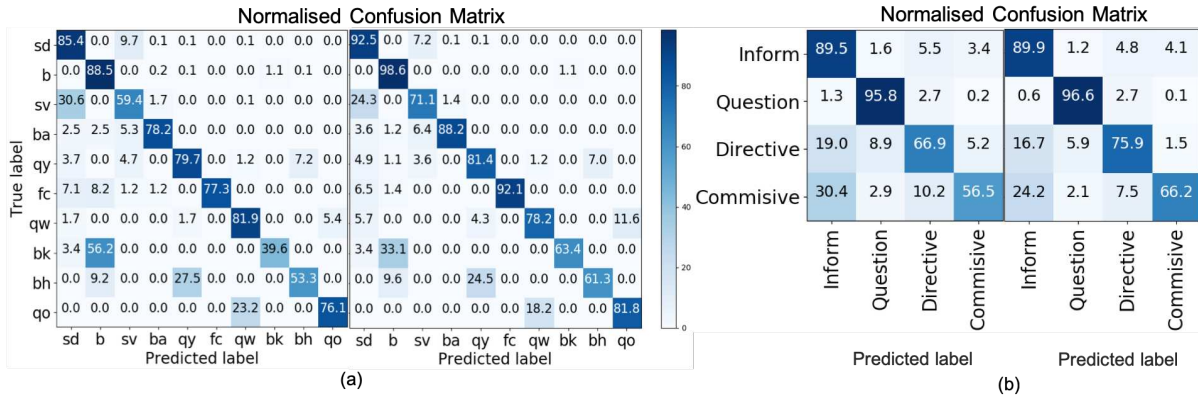 Normalised Confusion Matrix
sd 85.4 0.0 9.7 0.1 0.1 0.0 0.1 0.0 0.0 0.0 92.5 0.0 7.2 0.1 0.1 0.0 0.0 0.0 0.0 0.0
b 0.0 88.5 0.0 0.2 0.1 0.0 0.0 1.1 0.1 0.0 0.0 98.6 0.0 0.0 0.0 0.0 0.0 1.1 0.0 0.0
sv 30.6 0.0 59.4 1.7 0.0 0.0 0.1 0.0 0.0 0.0 24.3 0.0 71.1 1.4 0.0 0.0 0.0 0.0 0.0 0.0
ba 2.5 2.5 5.3 78.2 0.0 0.0 0.0 0.0 0.0 0.0 3.6 1.2 6.4 88.2 0.0 0.0 0.0 0.0 0.0 0.0
qy 3.7 0.0 4.7 0.0 79.7 0.0 1.2 0.0 7.2 0.0 4.9 1.1 3.6 0.0 81.4 0.0 1.2 0.0 7.0 0.0
fc 7.1 8.2 1.2 1.2 0.0 77.3 0.0 0.0 0.0 0.0 6.5 1.4 0.0 0.0 0.0 92.1 0.0 0.0 0.0 0.0
qw 1.7 0.0 0.0 0.0 1.7 0.0 81.9 0.0 0.0 5.4 5.7 0.0 0.0 0.0 4.3 0.0 78.2 0.0 0.0 11.6
bk 3.4 56.2 0.0 0.0 0.0 0.0 0.0 39.6 0.0 0.0 3.4 33.1 0.0 0.0 0.0 0.0 0.0 63.4 0.0 0.0
bh 0.0 9.2 0.0 0.0 27.5 0.0 0.0 0.0 53.3 0.0 0.0 9.6 0.0 0.0 24.5 0.0 0.0 0.0 61.3 0.0
qo 0.0 0.0 0.0 0.0 0.0 0.0 23.2 0.0 0.0 76.1 0.0 0.0 0.0 0.0 0.0 0.0 18.2 0.0 0.0 81.8
sd b sv ba qy fc qw bk bh qo sd b sv ba qy fc qw bk bh qo
True label
Predicted label Predicted label
80
60
40
20
0
(a)
Normalised Confusion Matrix
Inform 89.5 1.6 5.5 3.4 89.9 1.2 4.8 4.1
Question 1.3 95.8 2.7 0.2 0.6 96.6 2.7 0.1
Directive 19.0 8.9 66.9 5.2 16.7 5.9 75.9 1.5
Commisive 30.4 2.9 10.2 56.5 24.2 2.1 7.5 66.2
Inform Question Directive Commisive Inform Question Directive Commisive
Predicted label Predicted label
(b)